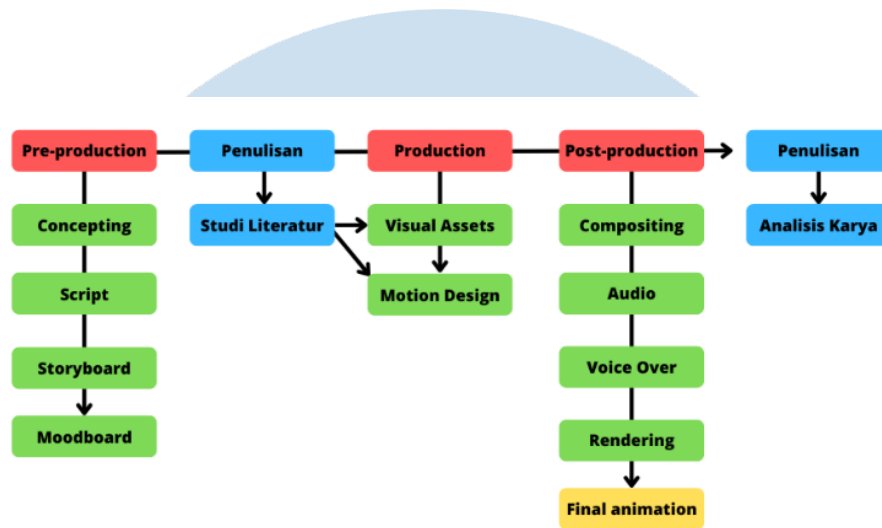 Pre-production
Penulisan
Production
Post-production
Penulisan
Concepting
Studi Literatur
Visual Assets
Compositing
Analisis Karya
Script
Motion Design
Audio
Storyboard
Voice Over
Moodboard
Rendering
Final animation